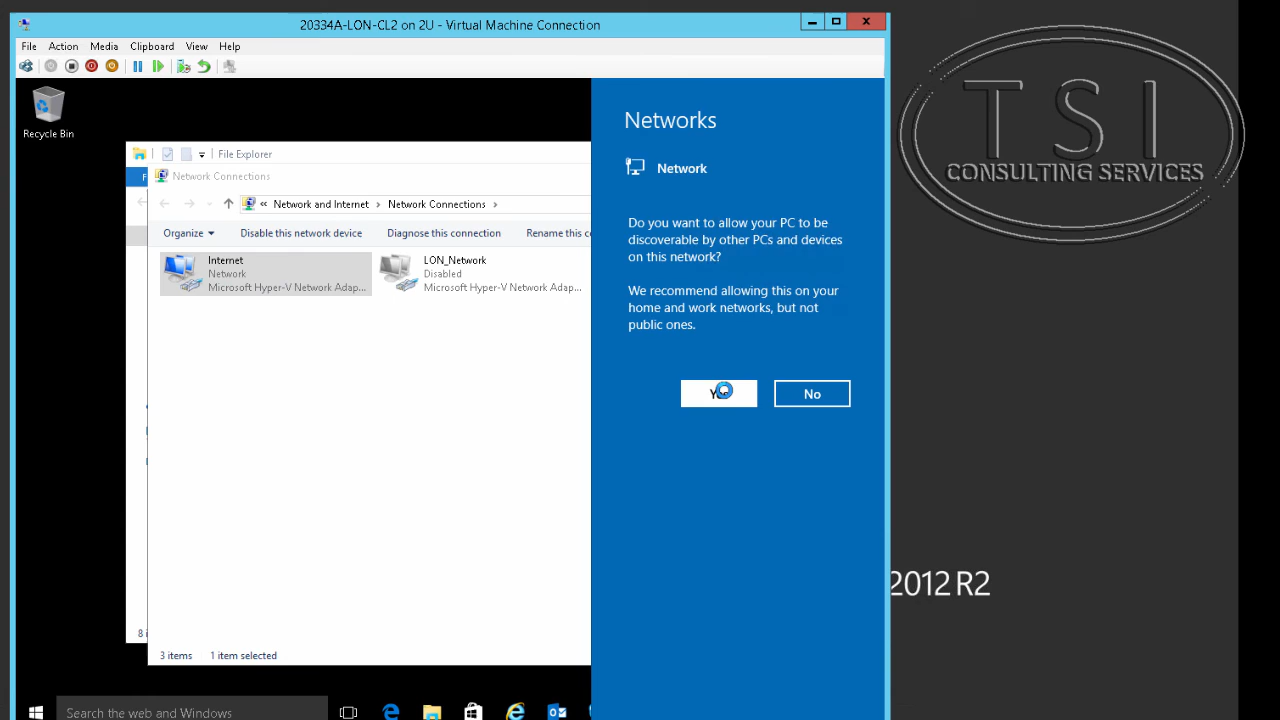 20334A-LON-CL2 on 2U - Virtual Machine Connection
File Action Media Clipboard View Help
Recycle Bin
File Explorer
F
Network Connections
« Network and Internet > Network Connections >
Organize Disable this network device Diagnose this connection Rename this co
Internet
Network
Microsoft Hyper-V Network Adap...
LON_Network
Disabled
Microsoft Hyper-V Network Adap...
8 i
3 items 1 item selected
Search the web and Windows
Networks
Network
Do you want to allow your PC to be
discoverable by other PCs and devices
on this network?
We recommend allowing this on your
home and work networks, but not
public ones.
No
TSI
CONSULTING SERVICES
2012 R2